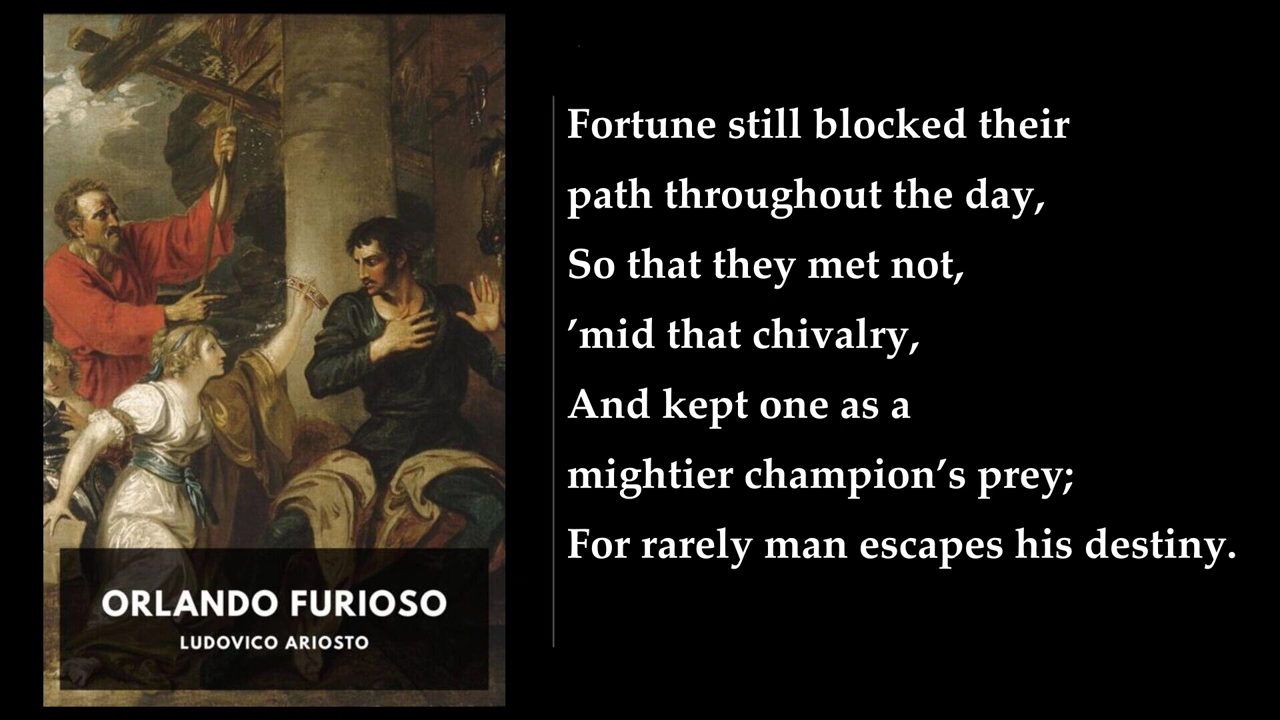 ORLANDO FURIOSO
LUDOVICO ARIOSTO
Fortune still blocked their
path throughout the day,
So that they met not,
’mid that chivalry,
And kept one as a
mightier champion’s prey;
For rarely man escapes his destiny.